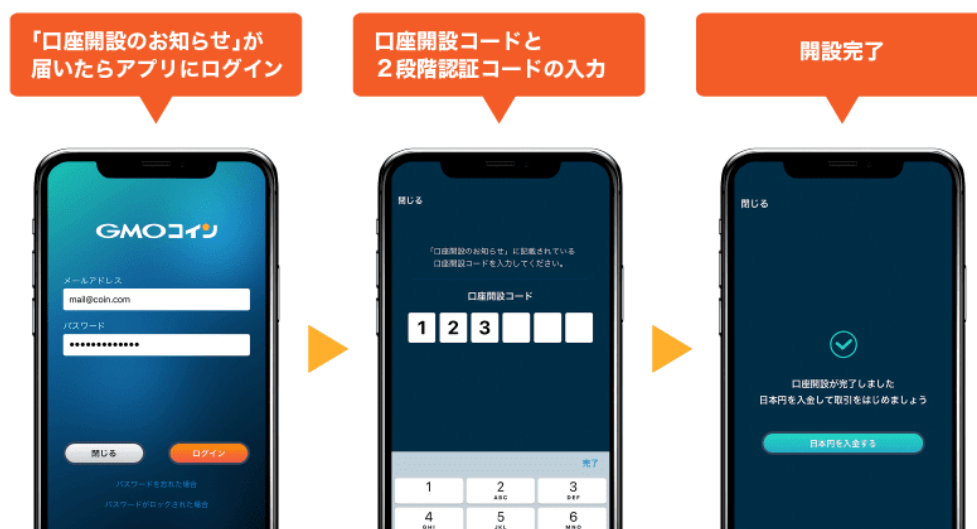 「口座開設のお知らせ」が
届いたらアプリにログイン
口座開設コードと
２段階認証コードの入力
開設完了
GMOコイン
メールアドレス
mail@coin.com
パスワード
•••••••••••••
閉じる
ログイン
パスワードを忘れた場合
パスワードがロックされた場合
閉じる
「口座開設のお知らせ」に記載されている
口座開設コードを入力してください。
口座開設コード
1 2 3
完了
1
2
ABC
3
DEF
4
GHI
5
JKL
6
MNO
閉じる
口座開設が完了しました
日本円を入金して取引をはじめましょう
日本円を入金する